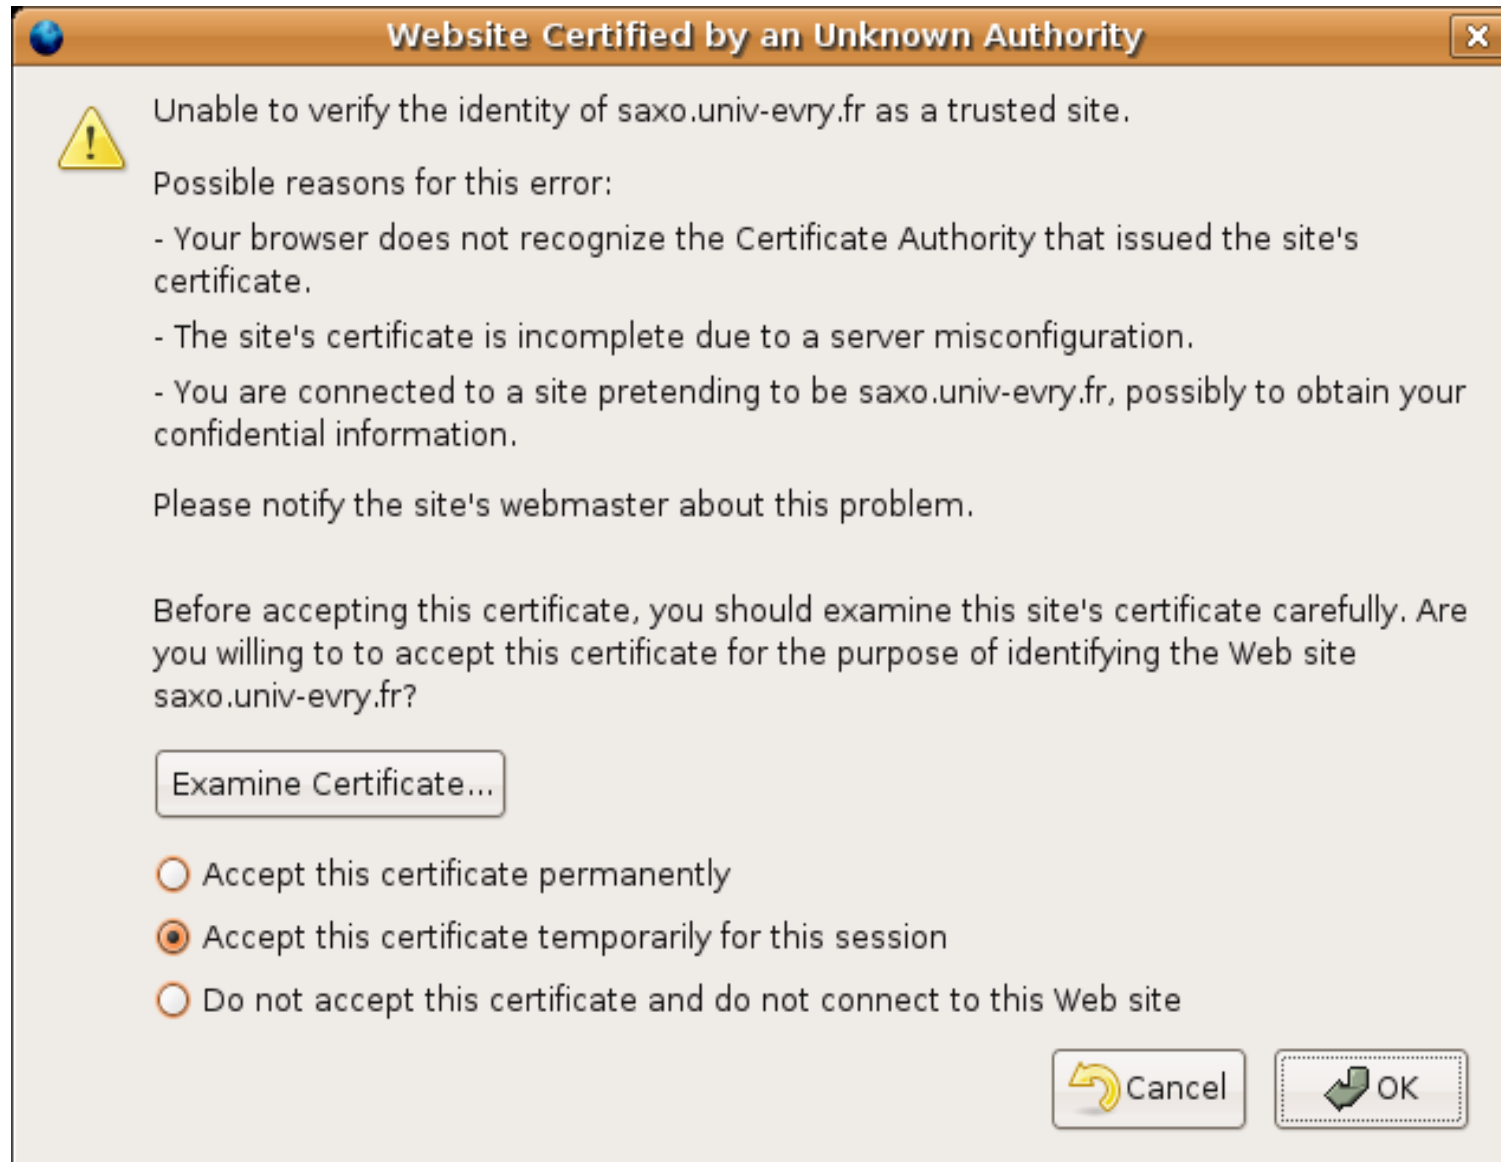 Website Certified by an Unknown Authority
Unable to verify the identity of saxo.univ-evry.fr as a trusted site.
Possible reasons for this error:
- Your browser does not recognize the Certificate Authority that issued the site's
certificate.
- The site's certificate is incomplete due to a server misconfiguration.
- You are connected to a site pretending to be saxo.univ-evry.fr, possibly to obtain your
confidential information.
Please notify the site's webmaster about this problem.
Before accepting this certificate, you should examine this site's certificate carefully. Are
you willing to to accept this certificate for the purpose of identifying the Web site
saxo.univ-evry.fr?
Examine Certificate...
Accept this certificate permanently
Accept this certificate temporarily for this session
Do not accept this certificate and do not connect to this Web site
Cancel OK